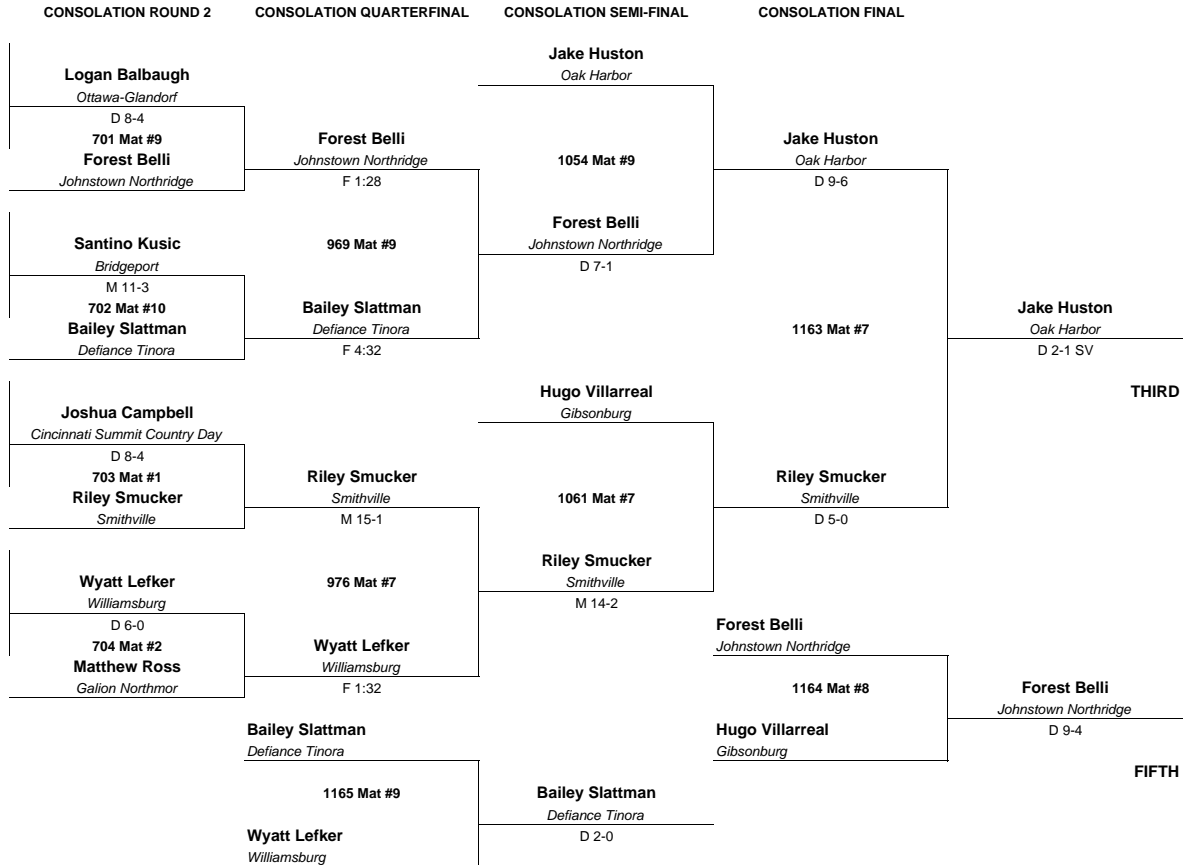 CONSOLATION ROUND 2
CONSOLATION QUARTERFINAL
CONSOLATION SEMI-FINAL
CONSOLATION FINAL
Logan Balbaugh
Ottawa-Glandorf
D 8-4
701 Mat #9
Forest Belli
Johnstown Northridge
Santino Kusic
Bridgeport
M 11-3
702 Mat #10
Bailey Slattman
Defiance Tinora
Joshua Campbell
Cincinnati Summit Country Day
D 8-4
703 Mat #1
Riley Smucker
Smithville
Wyatt Lefker
Williamsburg
D 6-0
704 Mat #2
Matthew Ross
Galion Northmor
Forest Belli
Johnstown Northridge
F 1:28
969 Mat #9
Bailey Slattman
Defiance Tinora
F 4:32
Riley Smucker
Smithville
M 15-1
976 Mat #7
Wyatt Lefker
Williamsburg
F 1:32
Bailey Slattman
Defiance Tinora
1165 Mat #9
Wyatt Lefker
Williamsburg
Jake Huston
Oak Harbor
1054 Mat #9
Forest Belli
Johnstown Northridge
D 7-1
Hugo Villarreal
Gibsonburg
1061 Mat #7
Riley Smucker
Smithville
M 14-2
Bailey Slattman
Defiance Tinora
D 2-0
Jake Huston
Oak Harbor
D 9-6
1163 Mat #7
Riley Smucker
Smithville
D 5-0
Forest Belli
Johnstown Northridge
1164 Mat #8
Hugo Villarreal
Gibsonburg
Jake Huston
Oak Harbor
D 2-1 SV
THIRD
Forest Belli
Johnstown Northridge
D 9-4
FIFTH